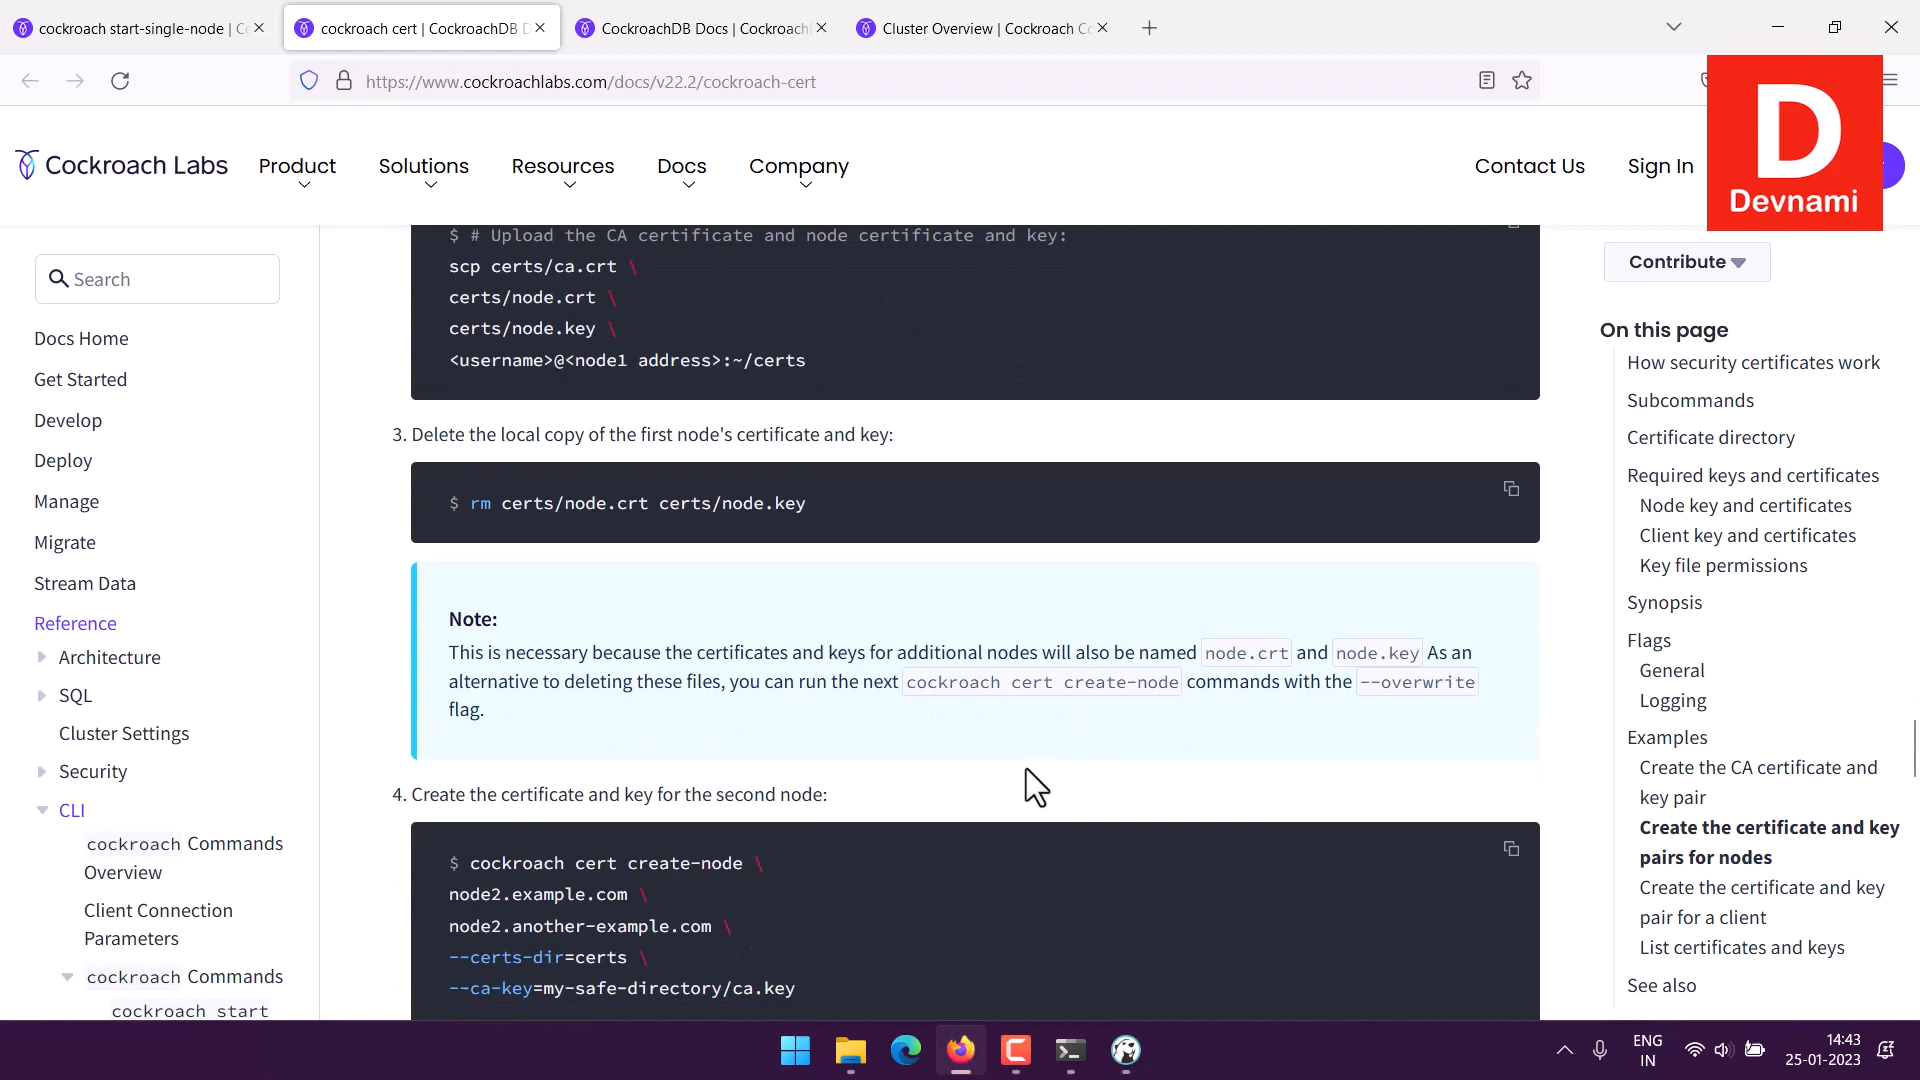 cockroach start-single-node | C
cockroach cert | CockroachDB D
CockroachDB Docs | Cockroach
Cluster Overview | Cockroach C
https://www.cockroachlabs.com/docs/v22.2/cockroach-cert
D
Devnami
Cockroach Labs
Product
Solutions
Resources
Docs
Company
Contact Us
Sign In
Search
Docs Home
Get Started
Develop
Deploy
Manage
Migrate
Stream Data
Reference
Architecture
SQL
Cluster Settings
Security
CLI
cockroach Commands
Overview
Client Connection
Parameters
cockroach Commands
cockroach start
$ # Upload the CA certificate and node certificate and key:
scp certs/ca.crt \
certs/node.crt \
certs/node.key \
<username>@<node1 address>:~/certs
3. Delete the local copy of the first node's certificate and key:
$ rm certs/node.crt certs/node.key
Note:
This is necessary because the certificates and keys for additional nodes will also be named node.crt and node.key As an
alternative to deleting these files, you can run the next cockroach cert create-node commands with the --overwrite
flag.
4. Create the certificate and key for the second node:
$ cockroach cert create-node \
node2.example.com \
node2.another-example.com \
--certs-dir=certs \
--ca-key=my-safe-directory/ca.key
Contribute
On this page
How security certificates work
Subcommands
Certificate directory
Required keys and certificates
Node key and certificates
Client key and certificates
Key file permissions
Synopsis
Flags
General
Logging
Examples
Create the CA certificate and
key pair
Create the certificate and key
pairs for nodes
Create the certificate and key
pair for a client
List certificates and keys
See also
ENG
IN
14:43
25-01-2023